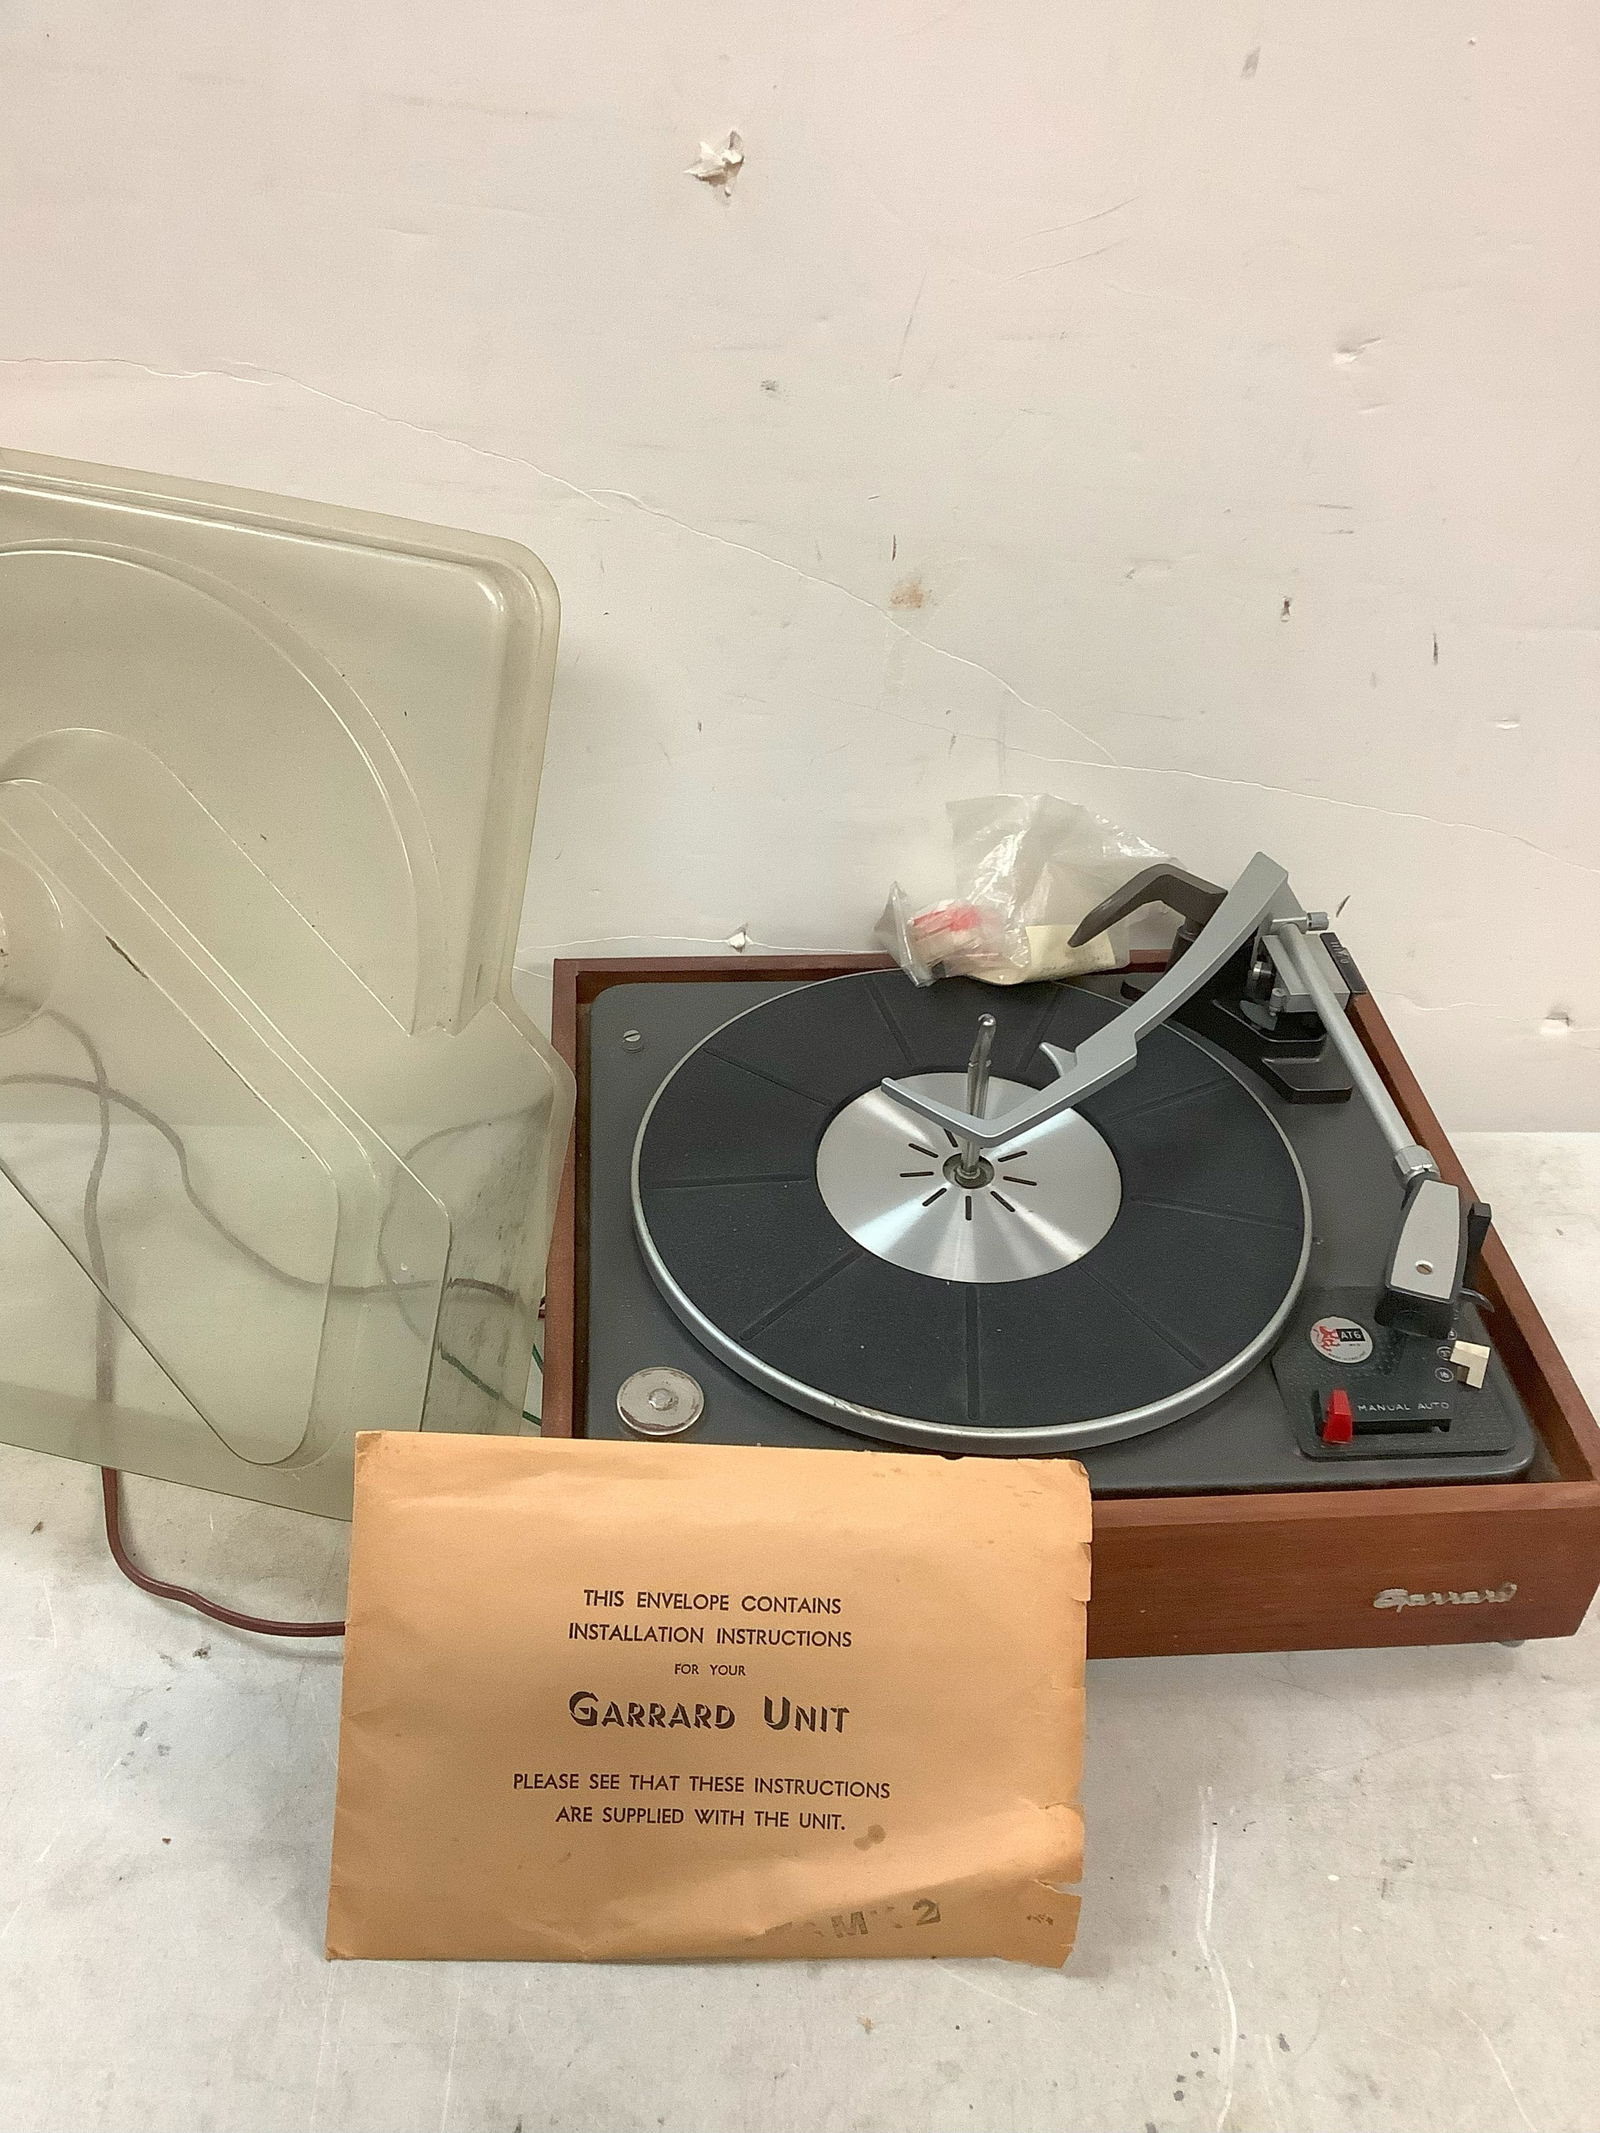 AT6
MANUAL AUTO
Garrard
THIS ENVELOPE CONTAINS
INSTALLATION INSTRUCTIONS
FOR YOUR
GARRARD UNIT
PLEASE SEE THAT THESE INSTRUCTIONS
ARE SUPPLIED WITH THE UNIT.
2